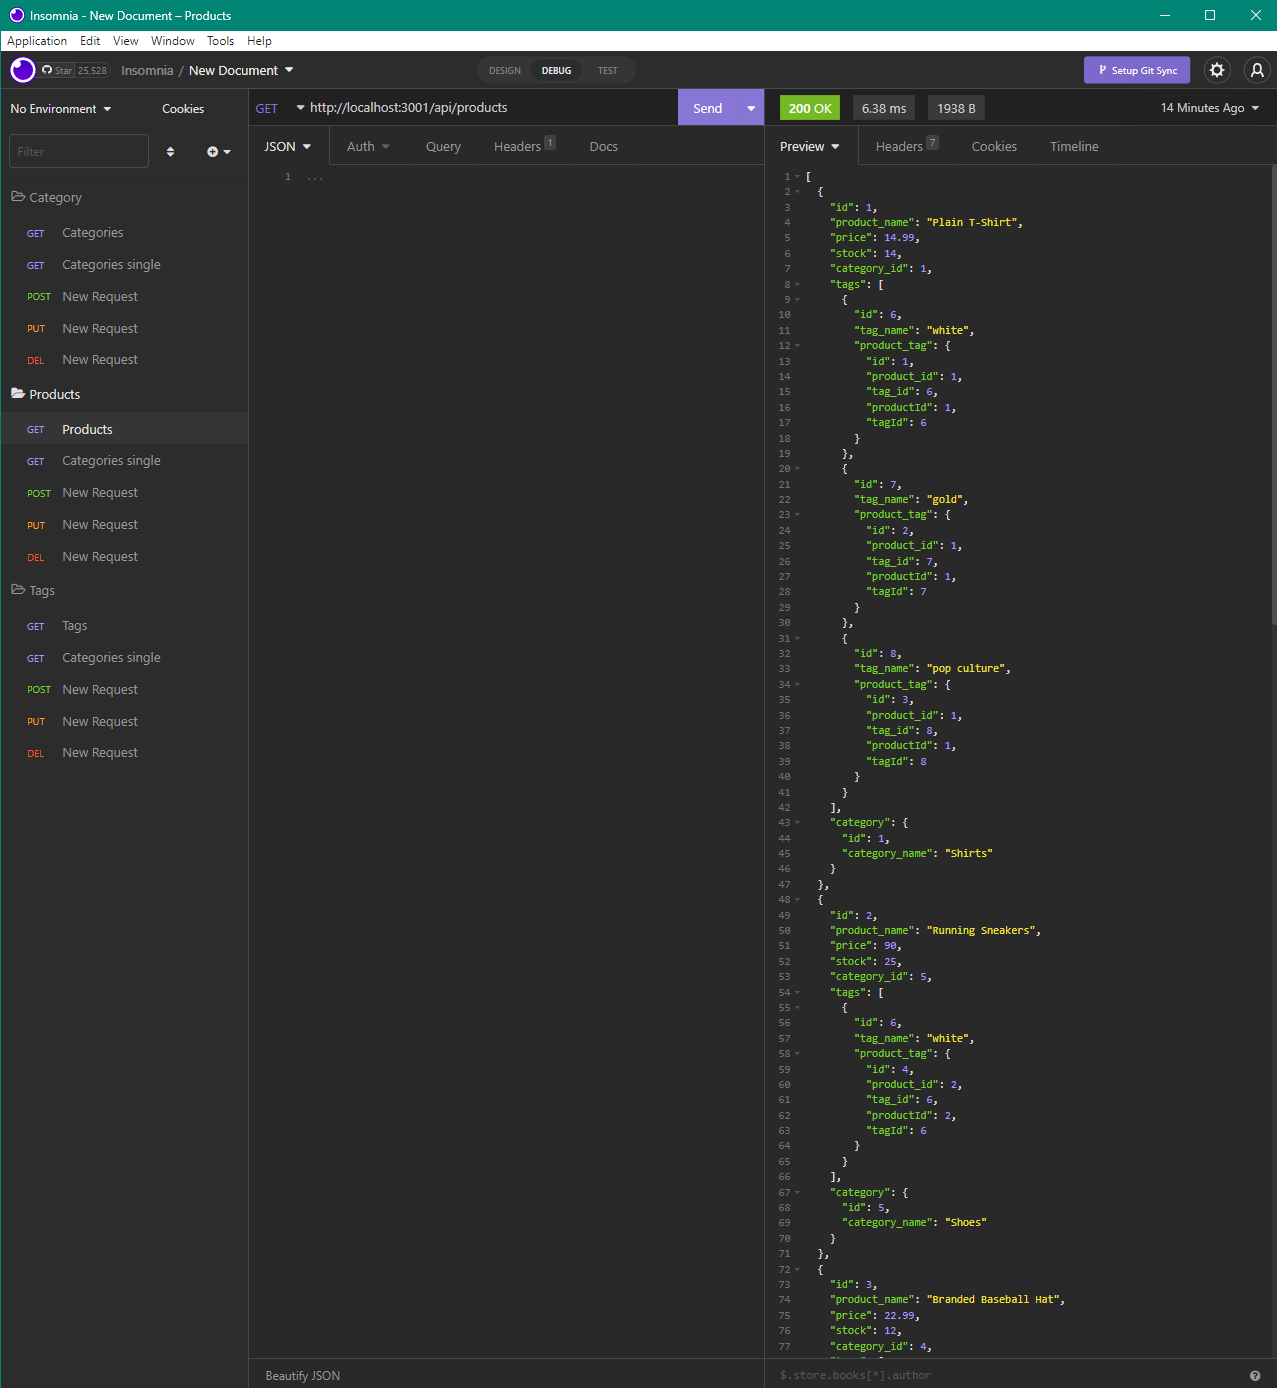 Insomnia - New Document – Products
Application Edit View Window Tools Help
Star 25,528 Insomnia / New Document DESIGN DEBUG TEST Setup Git Sync
No Environment Cookies
Filter
Category
GET Categories
GET Categories single
POST New Request
PUT New Request
DEL New Request
Products
GET Products
GET Categories single
POST New Request
PUT New Request
DEL New Request
Tags
GET Tags
GET Categories single
POST New Request
PUT New Request
DEL New Request
GET http://localhost:3001/api/products Send
JSON Auth Query Headers 1 Docs
1 ...
Beautify JSON
200 OK 6.38 ms 1938 B 14 Minutes Ago
Preview Headers 7 Cookies Timeline
1 [
2 {
3 "id": 1,
4 "product_name": "Plain T-Shirt",
5 "price": 14.99,
6 "stock": 14,
7 "category_id": 1,
8 "tags": [
9 {
10 "id": 6,
11 "tag_name": "white",
12 "product_tag": {
13 "id": 1,
14 "product_id": 1,
15 "tag_id": 6,
16 "productId": 1,
17 "tagId": 6
18 }
19 },
20 {
21 "id": 7,
22 "tag_name": "gold",
23 "product_tag": {
24 "id": 2,
25 "product_id": 1,
26 "tag_id": 7,
27 "productId": 1,
28 "tagId": 7
29 }
30 },
31 {
32 "id": 8,
33 "tag_name": "pop culture",
34 "product_tag": {
35 "id": 3,
36 "product_id": 1,
37 "tag_id": 8,
38 "productId": 1,
39 "tagId": 8
40 }
41 }
42 ],
43 "category": {
44 "id": 1,
45 "category_name": "Shirts"
46 }
47 },
48 {
49 "id": 2,
50 "product_name": "Running Sneakers",
51 "price": 90,
52 "stock": 25,
53 "category_id": 5,
54 "tags": [
55 {
56 "id": 6,
57 "tag_name": "white",
58 "product_tag": {
59 "id": 4,
60 "product_id": 2,
61 "tag_id": 6,
62 "productId": 2,
63 "tagId": 6
64 }
65 }
66 ],
67 "category": {
68 "id": 5,
69 "category_name": "Shoes"
70 }
71 },
72 {
73 "id": 3,
74 "product_name": "Branded Baseball Hat",
75 "price": 22.99,
76 "stock": 12,
77 "category_id": 4,
$.store.books[*].author